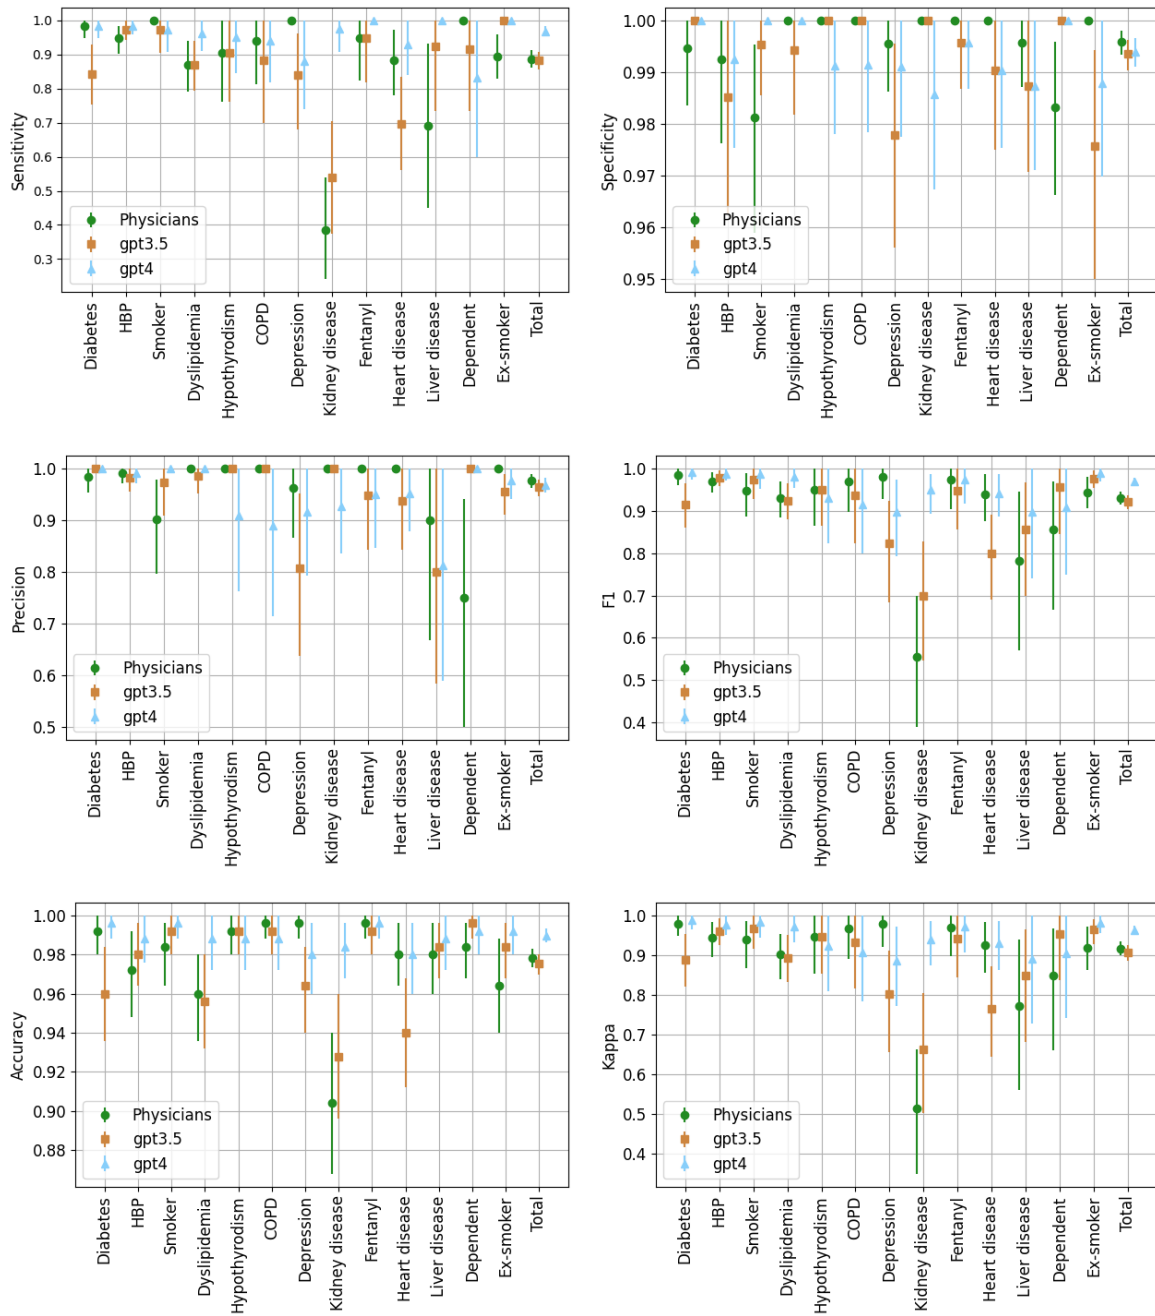 1.0
0.9
0.8
0.7
0.6
0.5
0.4
0.3
Sensitivity
Physicians
gpt3.5
gpt4
Diabetes
HBP
Smoker
Dyslipidemia
Hypothyrodism
COPD
Depression
Kidney disease
Fentanyl
Heart disease
Liver disease
Dependent
Ex-smoker
Total
1.00
0.99
0.98
0.97
0.96
0.95
Specificity
Physicians
gpt3.5
gpt4
Diabetes
HBP
Smoker
Dyslipidemia
Hypothyrodism
COPD
Depression
Kidney disease
Fentanyl
Heart disease
Liver disease
Dependent
Ex-smoker
Total
1.0
0.9
0.8
0.7
0.6
0.5
Precision
Physicians
gpt3.5
gpt4
Diabetes
HBP
Smoker
Dyslipidemia
Hypothyrodism
COPD
Depression
Kidney disease
Fentanyl
Heart disease
Liver disease
Dependent
Ex-smoker
Total
1.0
0.9
0.8
0.7
0.6
0.5
0.4
F1
Physicians
gpt3.5
gpt4
Diabetes
HBP
Smoker
Dyslipidemia
Hypothyrodism
COPD
Depression
Kidney disease
Fentanyl
Heart disease
Liver disease
Dependent
Ex-smoker
Total
1.00
0.98
0.96
0.94
0.92
0.90
0.88
Accuracy
Physicians
gpt3.5
gpt4
Diabetes
HBP
Smoker
Dyslipidemia
Hypothyrodism
COPD
Depression
Kidney disease
Fentanyl
Heart disease
Liver disease
Dependent
Ex-smoker
Total
1.0
0.9
0.8
0.7
0.6
0.5
0.4
Kappa
Physicians
gpt3.5
gpt4
Diabetes
HBP
Smoker
Dyslipidemia
Hypothyrodism
COPD
Depression
Kidney disease
Fentanyl
Heart disease
Liver disease
Dependent
Ex-smoker
Total